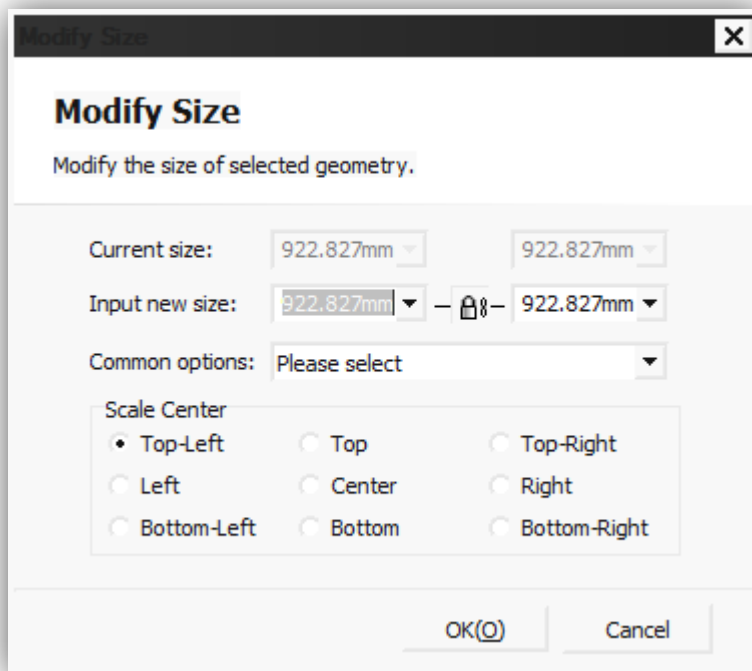 Modify Size
Modify Size
Modify the size of selected geometry.
Current size: 922.827mm 922.827mm
Input new size: 922.827mm 922.827mm
Common options: Please select
Scale Center
Top-Left Top Top-Right
Left Center Right
Bottom-Left Bottom Bottom-Right
OK(O) Cancel